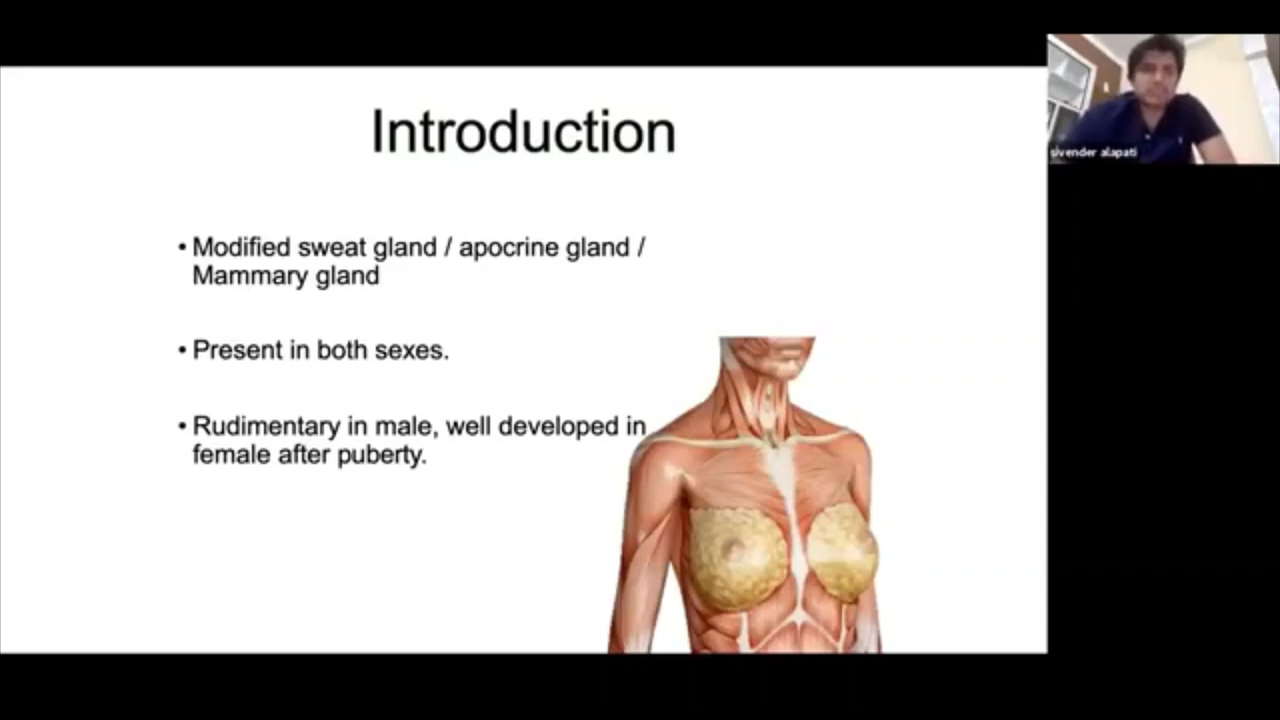 Introduction
• Modified sweat gland / apocrine gland /
Mammary gland
• Present in both sexes.
• Rudimentary in male, well developed in
female after puberty.
sivender alapati